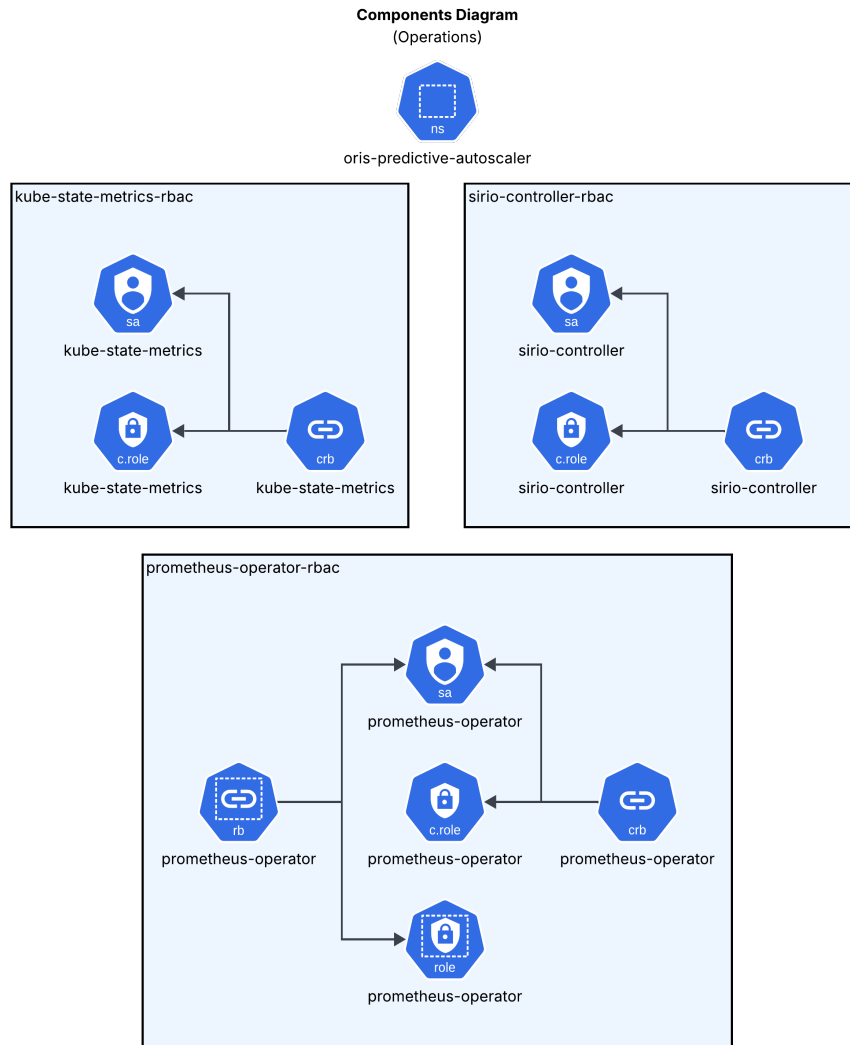 Components Diagram
(Operations)
ns
oris-predictive-autoscaler
kube-state-metrics-rbac
sa
kube-state-metrics
c.role
kube-state-metrics
crb
kube-state-metrics
sirio-controller-rbac
sa
sirio-controller
c.role
sirio-controller
crb
sirio-controller
prometheus-operator-rbac
sa
prometheus-operator
rb
prometheus-operator
c.role
prometheus-operator
crb
prometheus-operator
role
prometheus-operator